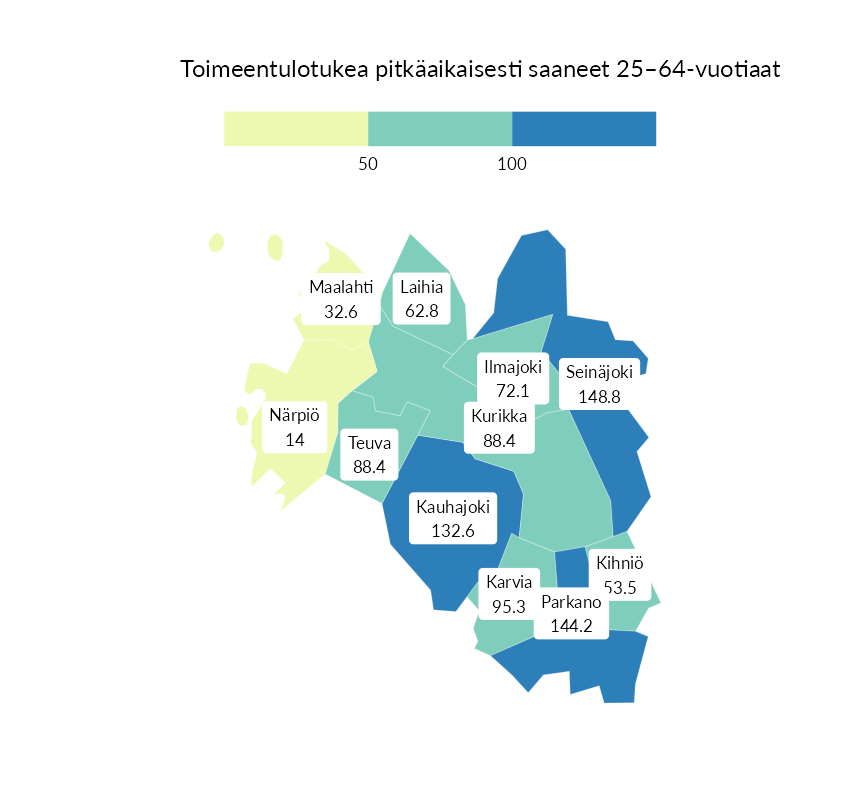 Toimeentulotukea pitkäaikaisesti saaneet 25–64-vuotiaat
50
100
Maalahti
32.6
Laihia
62.8
Ilmajoki
72.1
Seinäjoki
148.8
Närpiö
14
Kurikka
88.4
Teuva
88.4
Kauhajoki
132.6
Kihniö
53.5
Karvia
95.3
Parkano
144.2